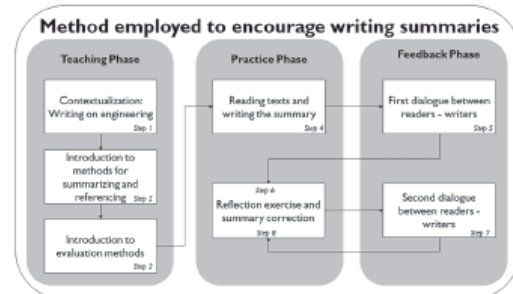 Method employed to encourage writing summaries
Teaching Phase
Contextualization:
Writing on engineering
Step 1
Introduction to
methods for
summarizing and
referencing
Step 2
Introduction to
evaluation methods
Step 3
Practice Phase
Reading texts and
writing the summary
Step 4
Step 6
Reflection exercise and
summary correction
Step 8
Feedback Phase
First dialogue between
readers - writers
Step 5
Second dialogue
between readers -
writers
Step 7